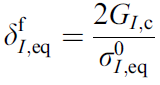 δ^f_{I,eq} = 2G_{I,c} / σ^0_{I,eq}